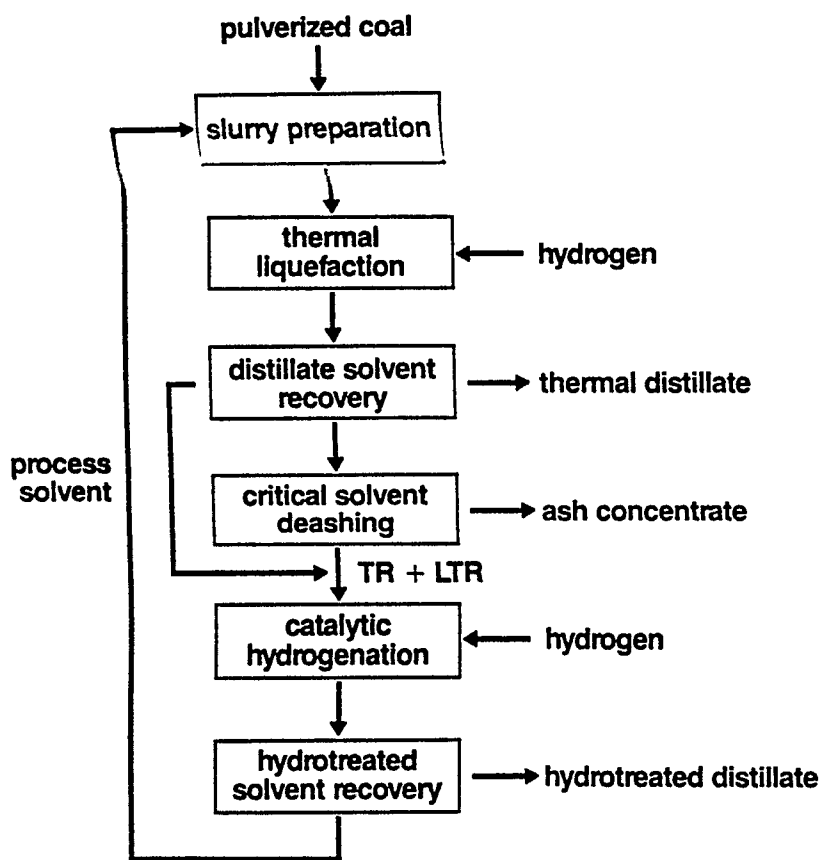 pulverized coal
slurry preparation
thermal
liquefaction
hydrogen
distillate solvent
recovery
thermal distillate
process
solvent
critical solvent
deashing
ash concentrate
TR + LTR
catalytic
hydrogenation
hydrogen
hydrotreated
solvent recovery
hydrotreated distillate